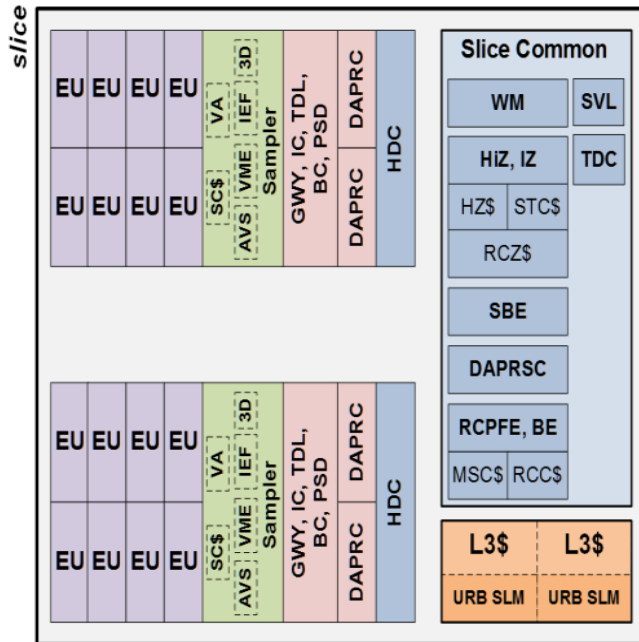 slice
EU EU EU EU
EU EU EU EU
VA
SC$
3D
IEF
VME
AVS
Sampler
GWY, IC, TDL,
BC, PSD
DAPRC
DAPRC
HDC
EU EU EU EU
EU EU EU EU
VA
SC$
3D
IEF
VME
AVS
Sampler
GWY, IC, TDL,
BC, PSD
DAPRC
DAPRC
HDC
Slice Common
WM SVL
HiZ, IZ TDC
HZ$ STC$
RCZ$
SBE
DAPRSC
RCPFE, BE
MSC$ RCC$
L3$ L3$
URB SLM URB SLM